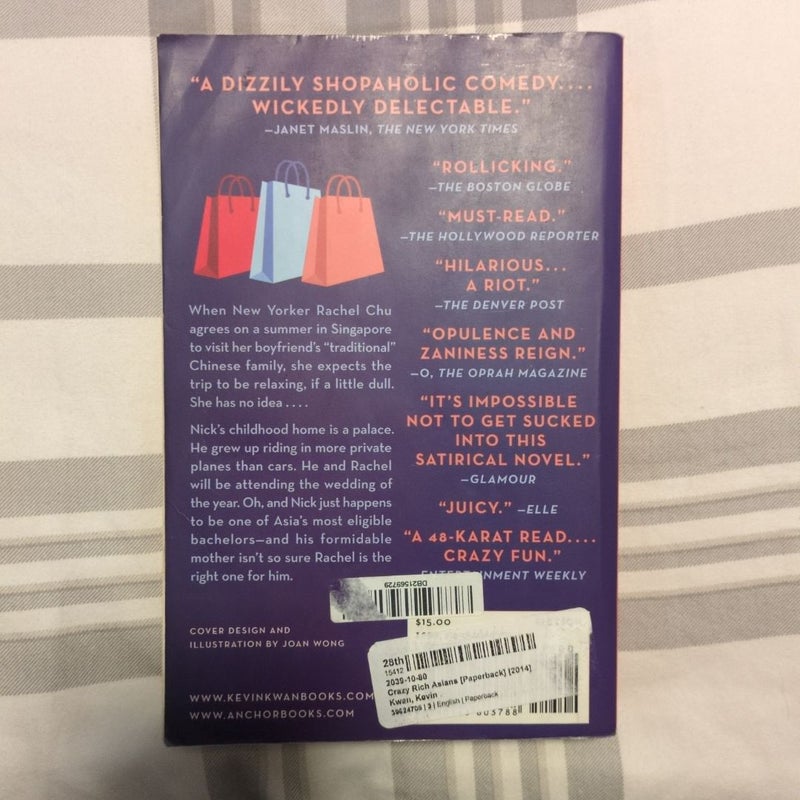 “A DIZZILY SHOPAHOLIC COMEDY....
WICKEDLY DELECTABLE.”
—JANET MASLIN, THE NEW YORK TIMES
“ROLLICKING.”
—THE BOSTON GLOBE
“MUST-READ.”
—THE HOLLYWOOD REPORTER
“HILARIOUS...
A RIOT.”
—THE DENVER POST
“OPULENCE AND
ZANINESS REIGN.”
—O, THE OPRAH MAGAZINE
“IT’S IMPOSSIBLE
NOT TO GET SUCKED
INTO THIS
SATIRICAL NOVEL.”
—GLAMOUR
“JUICY.” —ELLE
“A 48-KARAT READ....
CRAZY FUN.”
WEEKLY
When New Yorker Rachel Chu
agrees on a summer in Singapore
to visit her boyfriend’s “traditional”
Chinese family, she expects the
trip to be relaxing, if a little dull.
She has no idea....
Nick’s childhood home is a palace.
He grew up riding in more private
planes than cars. He and Rachel
will be attending the wedding of
the year. Oh, and Nick just happens
to be one of Asia’s most eligible
bachelors—and his formidable
mother isn’t so sure Rachel is the
right one for him.
COVER DESIGN AND
ILLUSTRATION BY JOAN WONG
WWW.KEVINKWANBOOKS.COM
WWW.ANCHORBOOKS.COM
DB21569729
$15.00
28th
15412
2039-10-80
Crazy Rich Asians [Paperback] [2014]
Kwan, Kevin
| 3 | English | Paperback